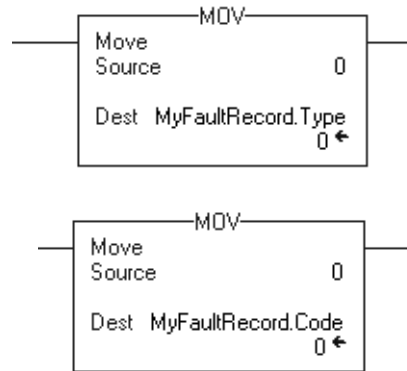 MOV
Move
Source 0
Dest MyFaultRecord.Type
0
MOV
Move
Source 0
Dest MyFaultRecord.Code
0